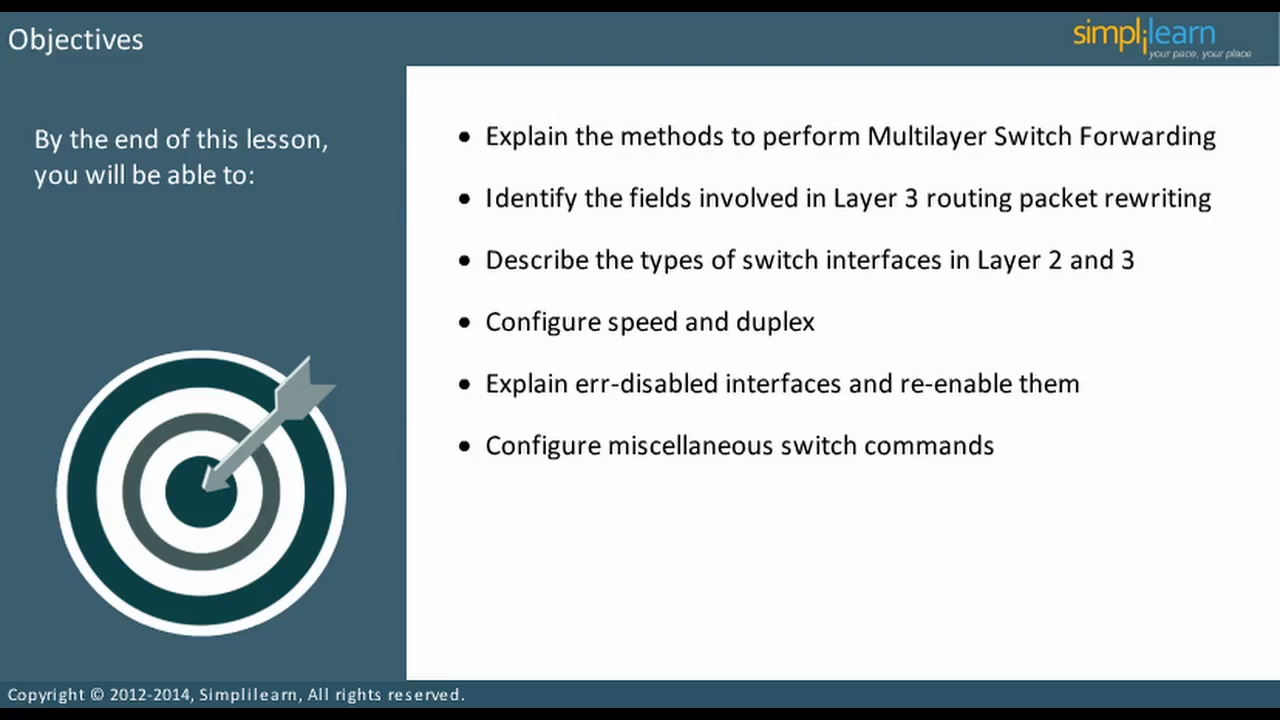 Objectives
simplilearn
your pace, your place
By the end of this lesson,
you will be able to:
• Explain the methods to perform Multilayer Switch Forwarding
• Identify the fields involved in Layer 3 routing packet rewriting
• Describe the types of switch interfaces in Layer 2 and 3
• Configure speed and duplex
• Explain err-disabled interfaces and re-enable them
• Configure miscellaneous switch commands
Copyright © 2012-2014, Simplilearn, All rights reserved.